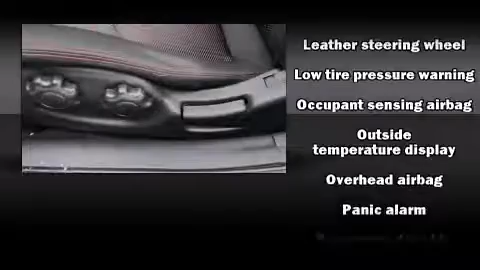 Leather steering wheel
Low tire pressure warning
Occupant sensing airbag
Outside
temperature display
Overhead airbag
Panic alarm